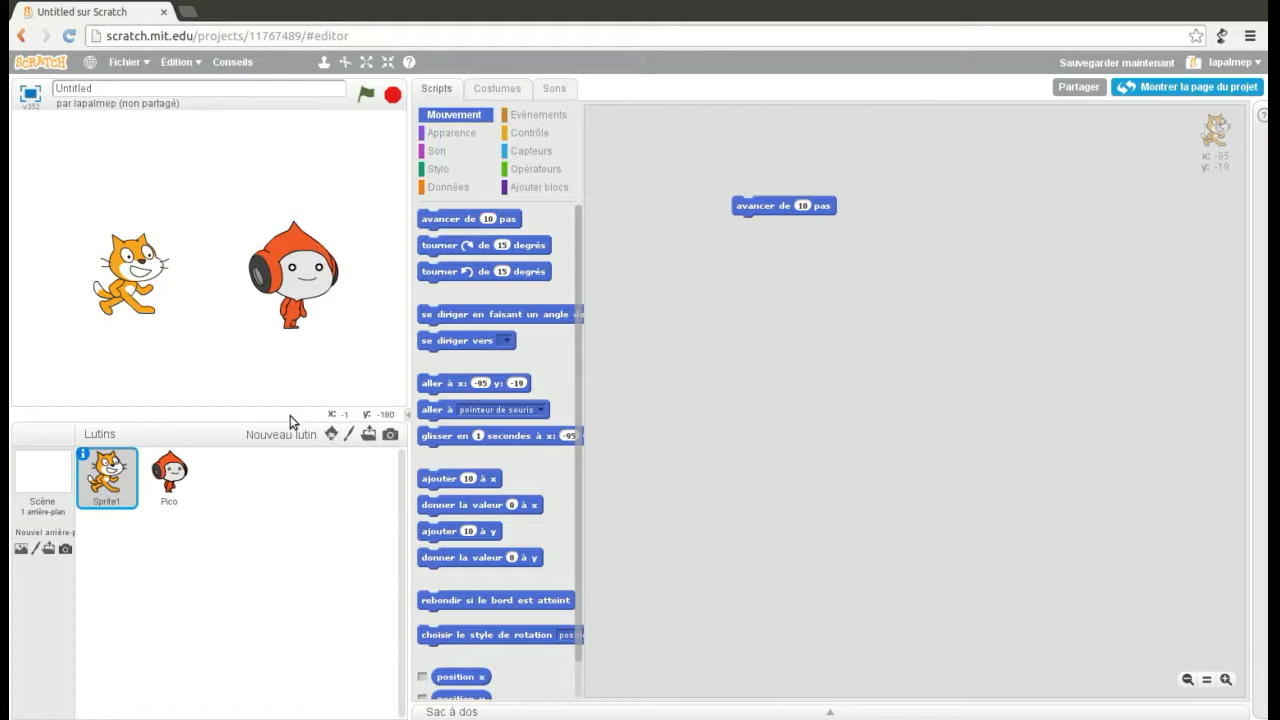 Untitled sur Scratch
scratch.mit.edu/projects/11767489/#editor
SCRATCH Fichier Édition Conseils Sauvegarder maintenant lapalmep
Untitled
par lapalmep (non partagé)
v352
Scripts Costumes Sons Partager Montrer la page du projet
Mouvement Evènements
Apparence Contrôle
Son Capteurs
Stylo Opérateurs
Données Ajouter blocs
x: -95
y: -19
avancer de 10 pas
avancer de 10 pas
tourner de 15 degrés
tourner de 15 degrés
se diriger en faisant un angle de
se diriger vers
aller à x: -95 y: -19
aller à pointeur de souris
glisser en 1 secondes à x: -95
ajouter 10 à x
donner la valeur 0 à x
ajouter 10 à y
donner la valeur 0 à y
rebondir si le bord est atteint
choisir le style de rotation
position x
position y
x: -1 y: -180
Lutins Nouveau lutin
Scène
1 arrière-plan
Nouvel arrière-p
Sprite1 Pico
Sac à dos